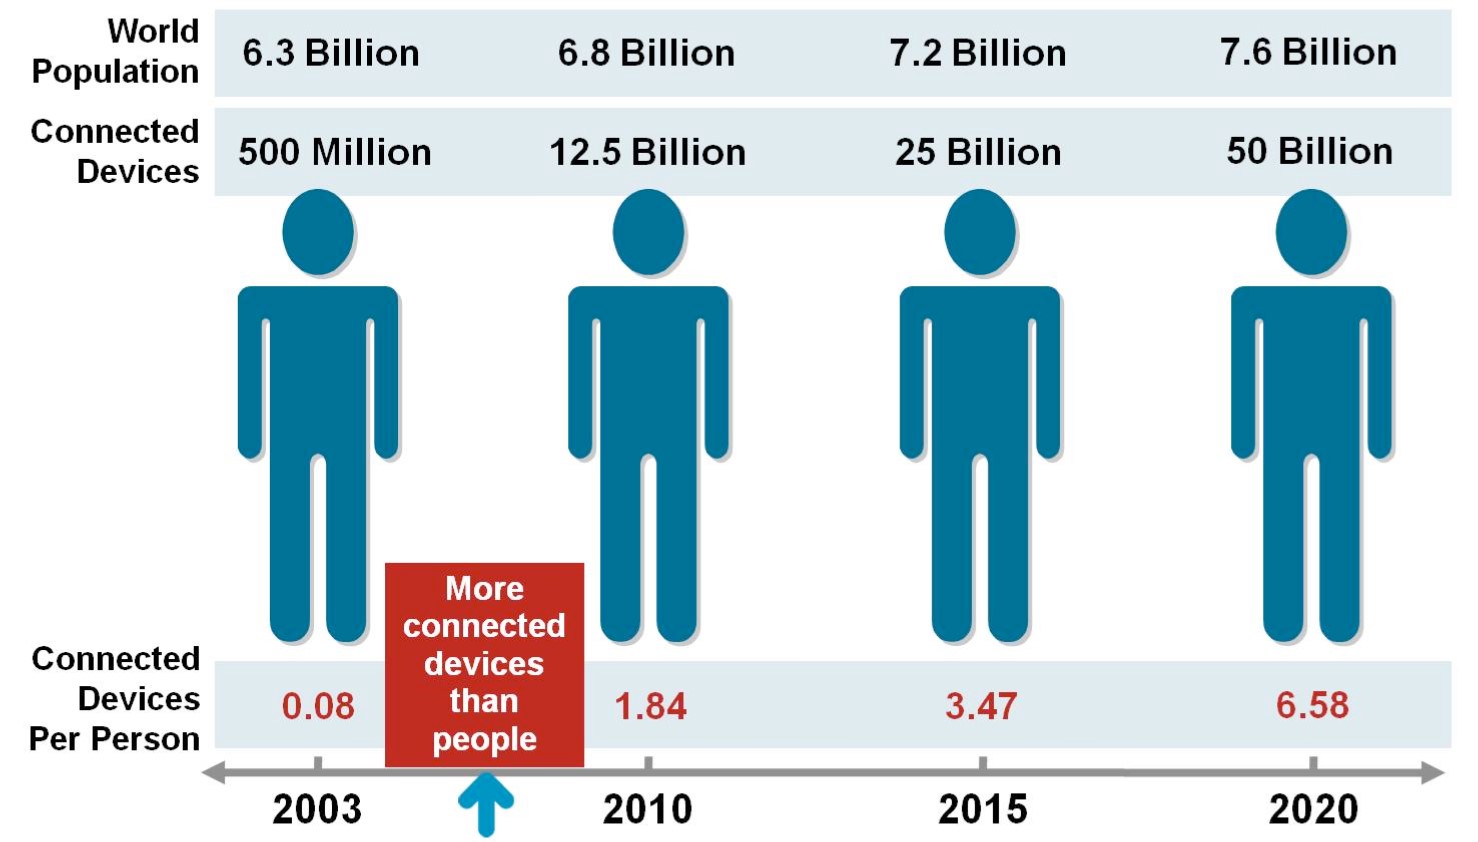 World
Population
6.3 Billion
6.8 Billion
7.2 Billion
7.6 Billion
Connected
Devices
500 Million
12.5 Billion
25 Billion
50 Billion
More
connected
devices
than
people
Connected
Devices
Per Person
0.08
1.84
3.47
6.58
2003
2010
2015
2020